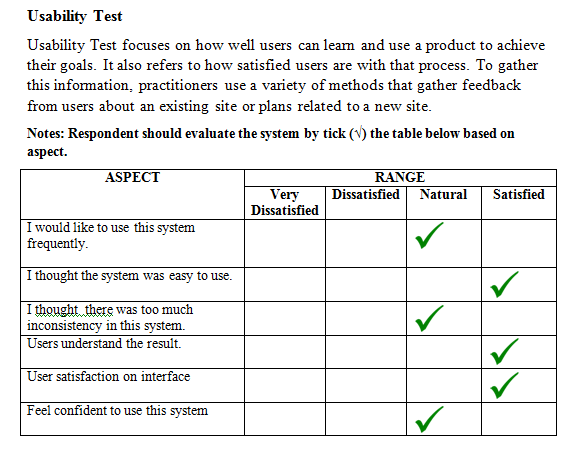 Usability Test
Usability Test focuses on how well users can learn and use a product to achieve
their goals. It also refers to how satisfied users are with that process. To gather
this information, practitioners use a variety of methods that gather feedback
from users about an existing site or plans related to a new site.
Notes: Respondent should evaluate the system by tick (√) the table below based on
aspect.
ASPECT RANGE
Very Dissatisfied Dissatisfied Natural Satisfied
I would like to use this system
frequently. ✓
I thought the system was easy to use. ✓
I thought there was too much
inconsistency in this system. ✓
Users understand the result. ✓
User satisfaction on interface ✓
Feel confident to use this system ✓